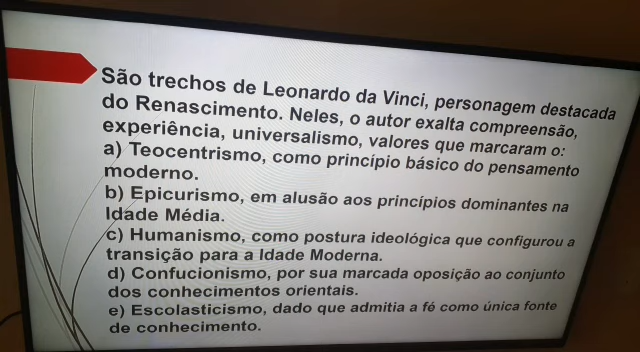 São trechos de Leonardo da Vinci, personagem destacada
do Renascimento. Neles, o autor exalta compreensão,
experiência, universalismo, valores que marcaram o:
a) Teocentrismo, como princípio básico do pensamento
moderno.
b) Epicurismo, em alusão aos princípios dominantes na
Idade Média.
c) Humanismo, como postura ideológica que configurou a
transição para a Idade Moderna.
d) Confucionismo, por sua marcada oposição ao conjunto
dos conhecimentos orientais.
e) Escolasticismo, dado que admitia a fé como única fonte
de conhecimento.